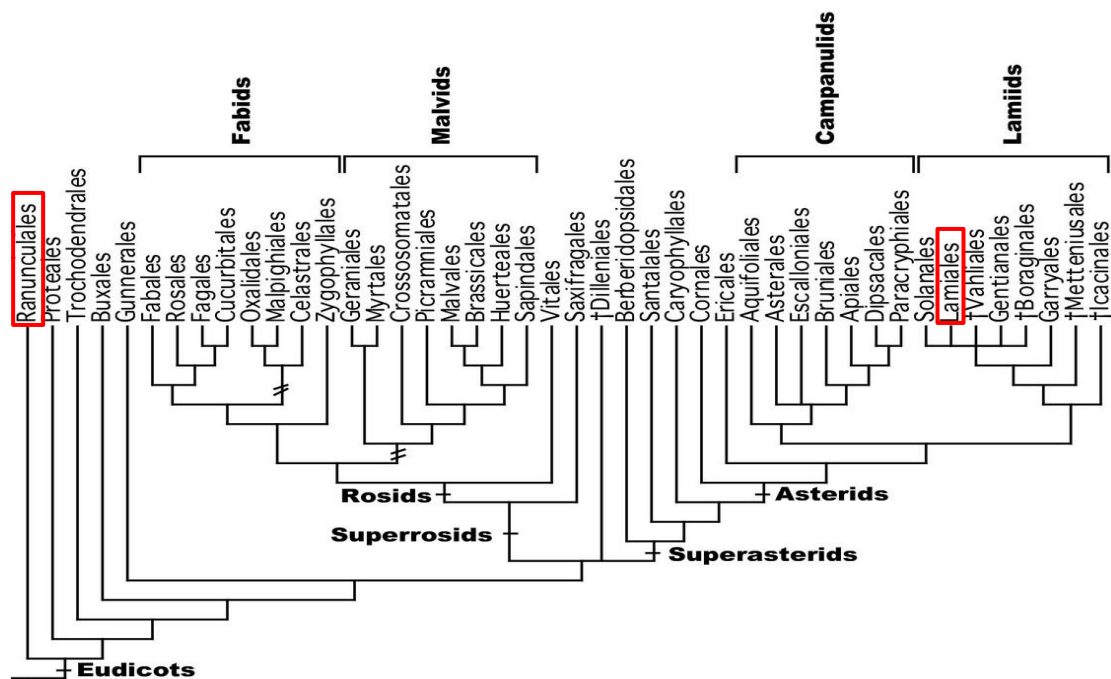 Fabids
Malvids
Campanulids
Lamiids
Ranunculales
Proteales
Trochodendrales
Buxales
Gunnerales
Fabales
Rosales
Fagales
Cucurbitales
Oxalidales
Malpighiales
Celastrales
Zygophyllales
Geraniales
Myrtales
Crossosomatales
Picramniales
Malvales
Brassicales
Huerteales
Sapindales
Vitales
Saxifragales
†Dilleniales
Berberidopsidales
Santalales
Caryophyllales
Cornales
Ericales
Aquifoliales
Asterales
Escalloniales
Bruniales
Apiales
Dipsacales
Paracryphiales
Solanales
Lamiales
†Vahliales
Gentianales
†Boraginales
Garryales
†Metteniusales
†Icacinales
Rosids
Asterids
Superrosids
Superasterids
Eudicots